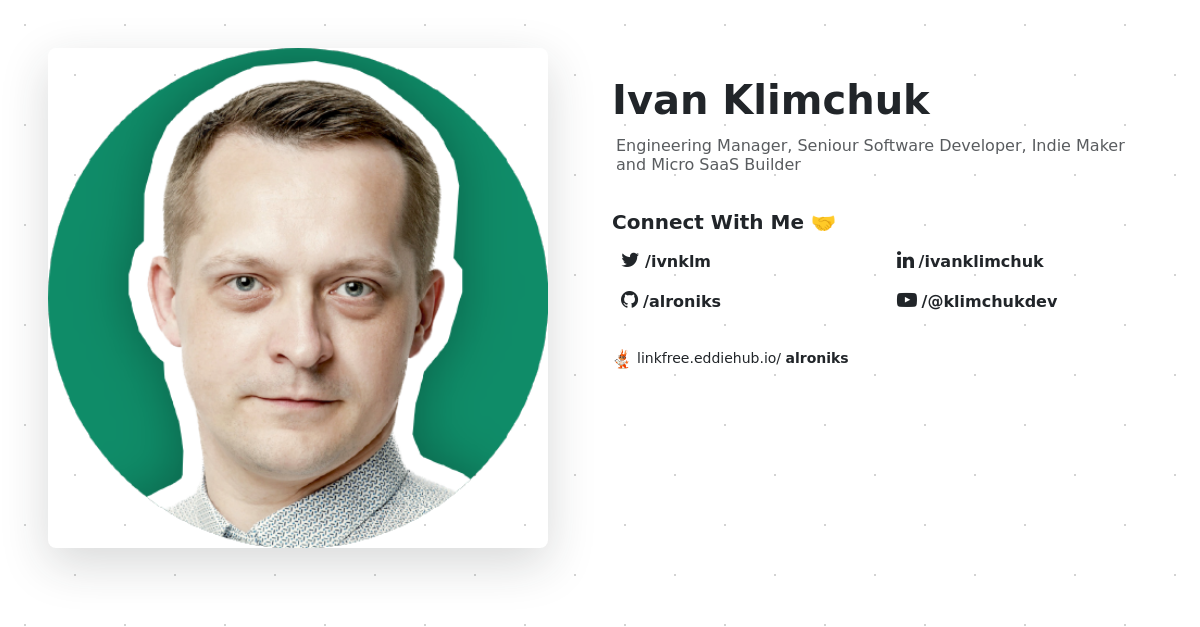 Ivan Klimchuk
Engineering Manager, Seniour Software Developer, Indie Maker
and Micro SaaS Builder
Connect With Me 🤝
/ivnklm
/ivanklimchuk
/alroniks
/@klimchukdev
linkfree.eddiehub.io/ alroniks